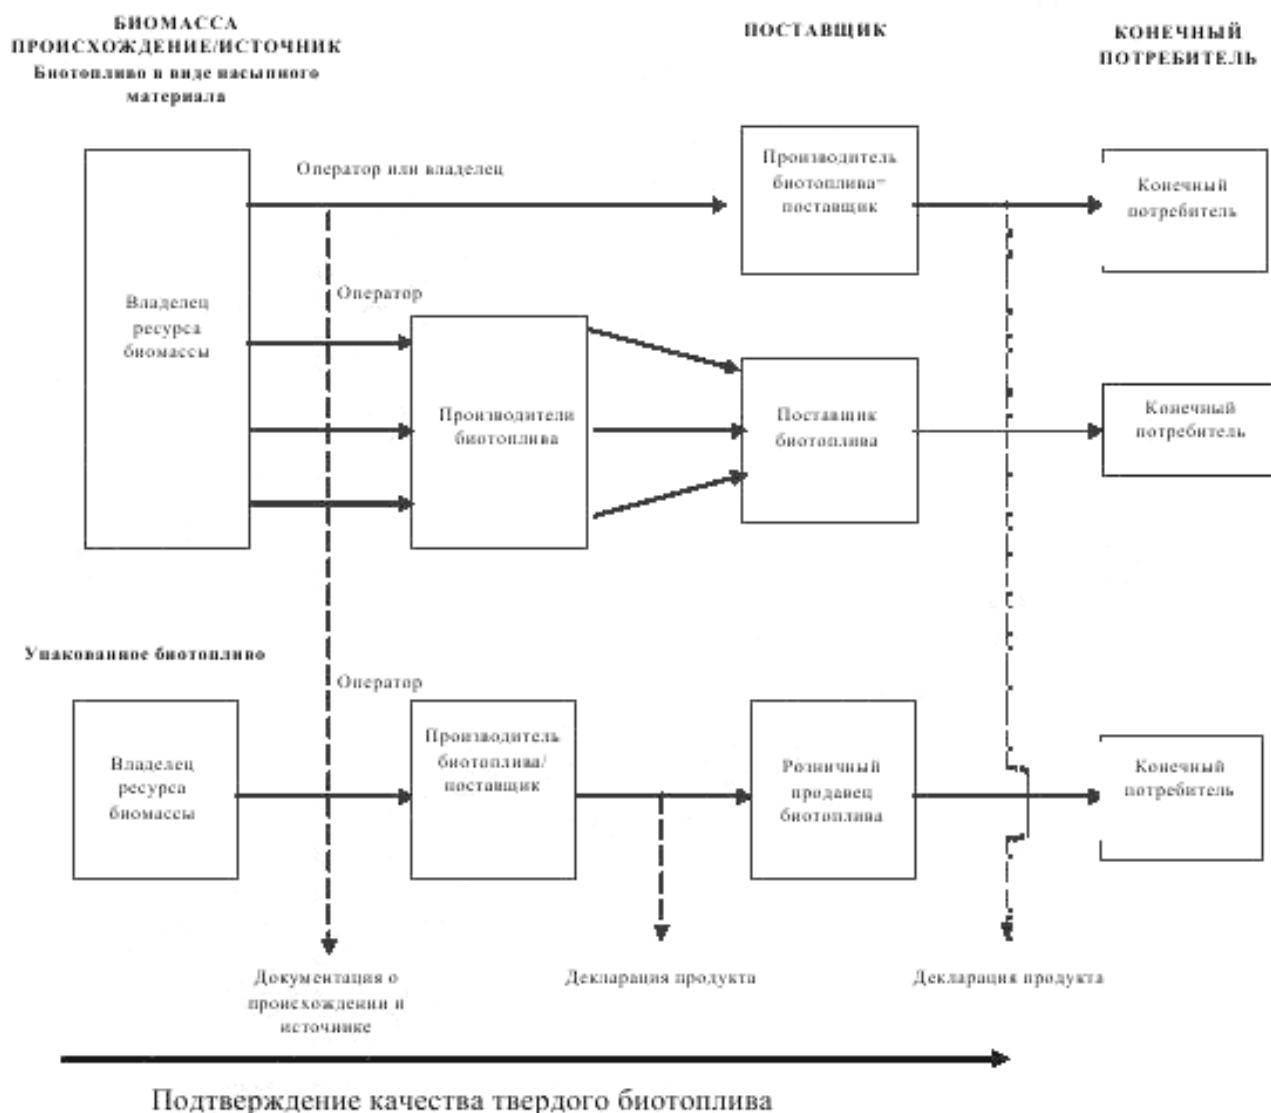 БИОМАССА
ПРОИСХОЖДЕНИЕ/ИСТОЧНИК
Биотопливо в виде насыпного
материала
ПОСТАВЩИК
КОНЕЧНЫЙ
ПОТРЕБИТЕЛЬ
Оператор или владелец
Производитель
биотоплива=
поставщик
Конечный
потребитель
Владелец
ресурса
биомассы
Оператор
Производители
биотоплива
Поставщик
биотоплива
Конечный
потребитель
Упакованное биотопливо
Оператор
Владелец
ресурса
биомассы
Производитель
биотоплива/
поставщик
Розничный
продавец
биотоплива
Конечный
потребитель
Документация о
происхождении и
источнике
Декларация продукта
Декларация продукта
Подтверждение качества твердого биотоплива